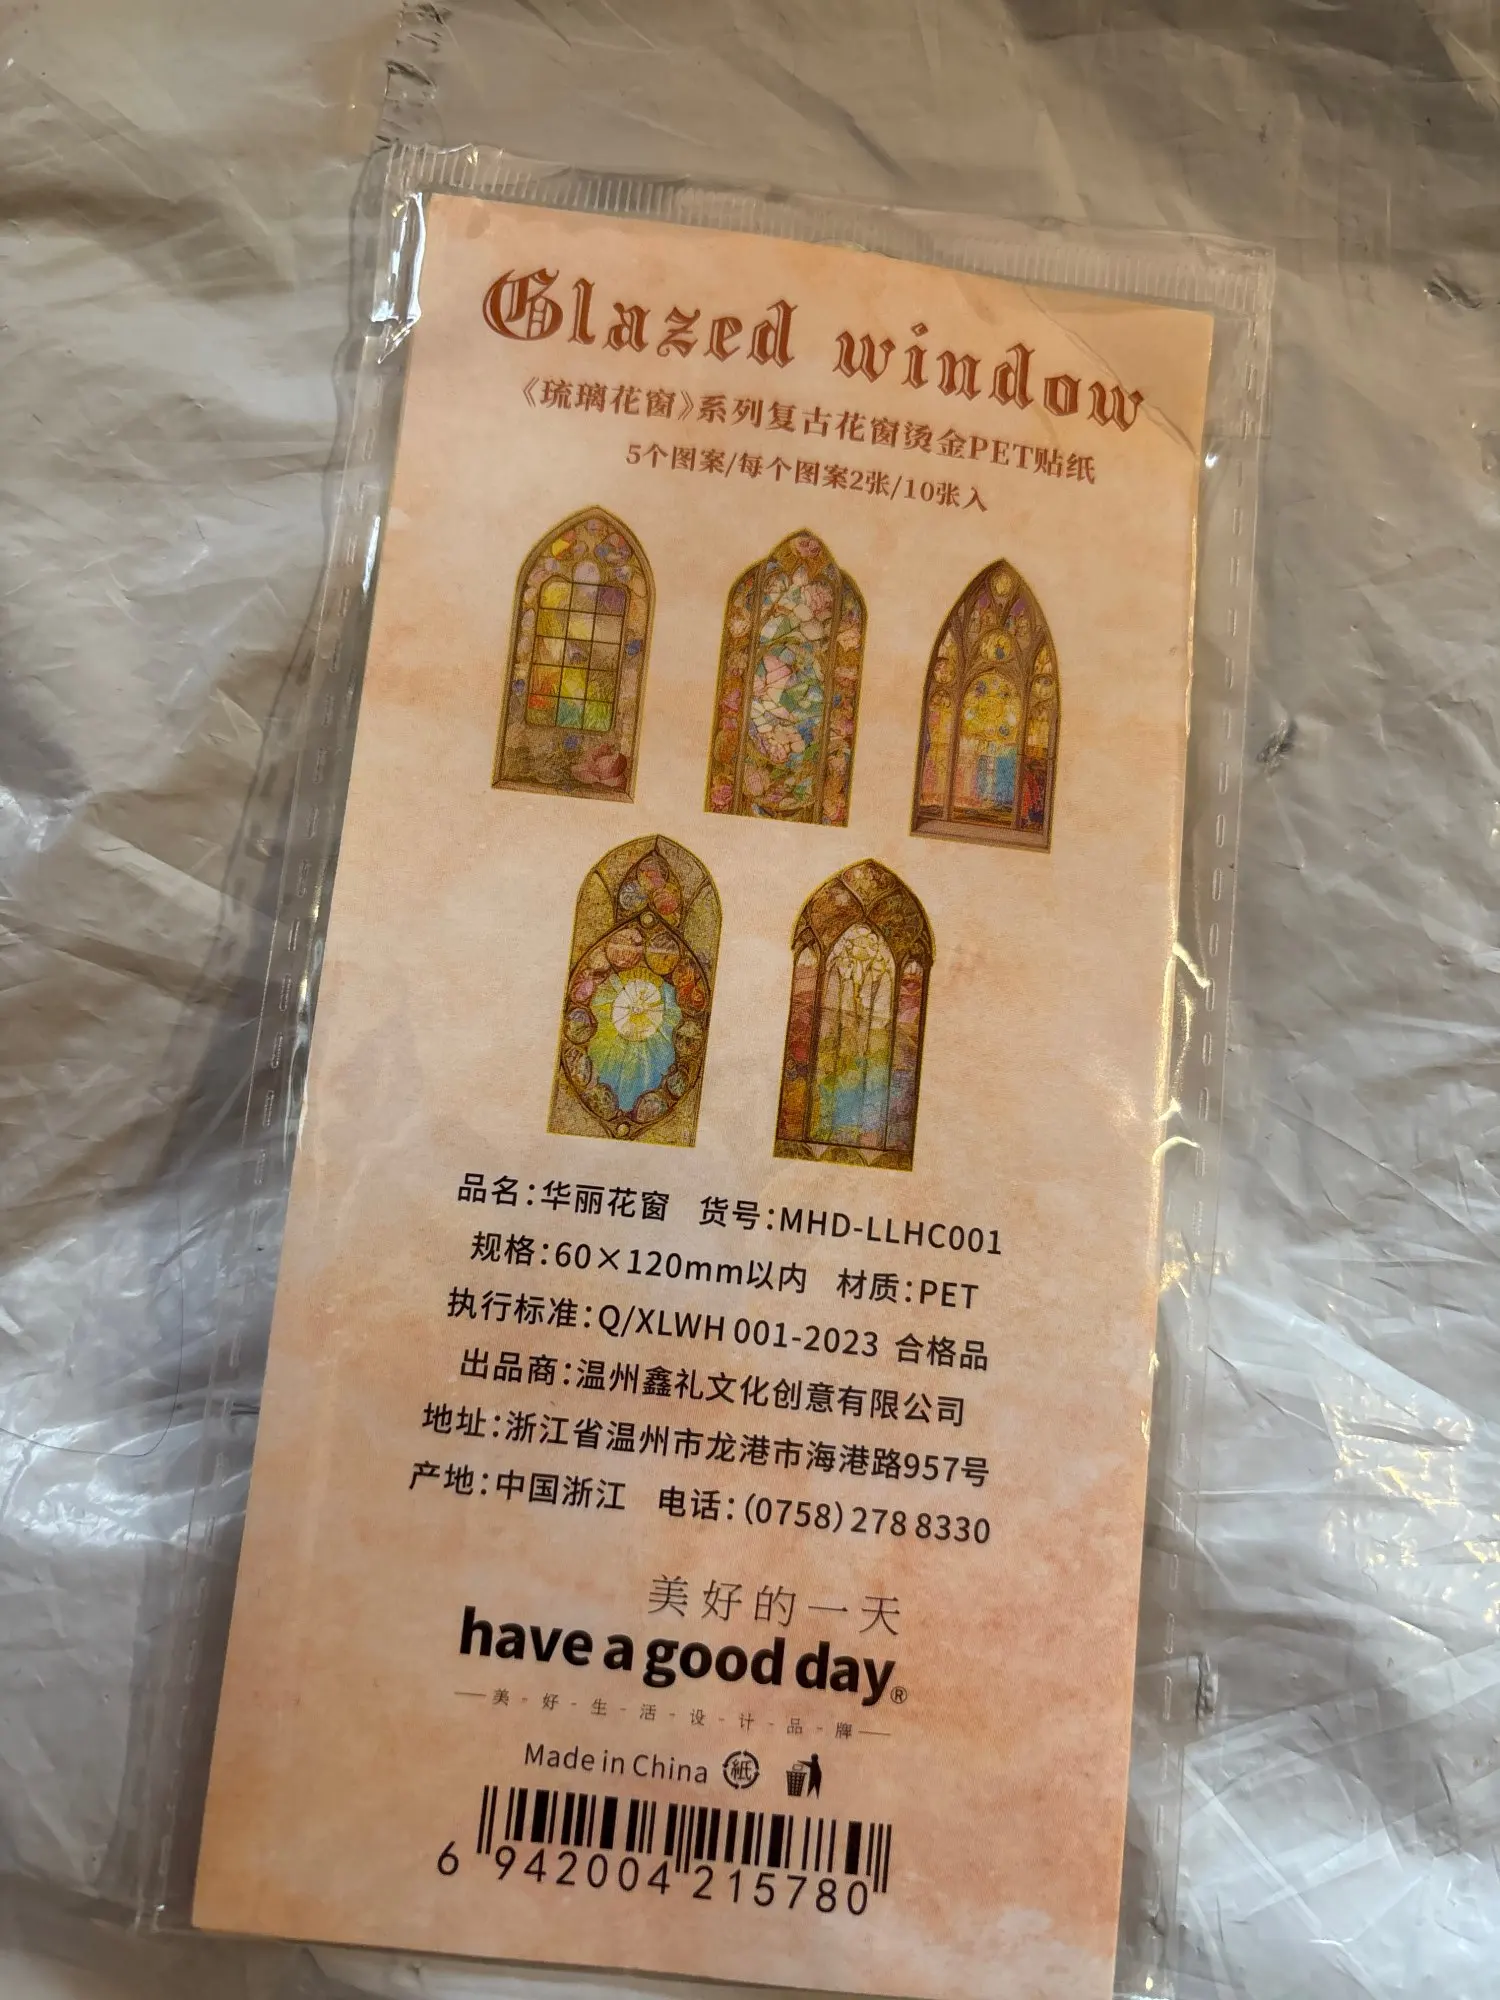 Glazed window
《琉璃花窗》系列复古花窗烫金PET贴纸
5个图案/每个图案2张/10张入
品名：华丽花窗 货号：MHD-LLHC001
规格：60×120mm以内 材质：PET
执行标准：Q/XLWH 001-2023 合格品
出品商：温州鑫礼文化创意有限公司
地址：浙江省温州市龙港市海港路957号
产地：中国浙江 电话：(0758) 278 8330
美好的一天
have a good day®
美-好-生-活-设-计-品-牌
Made in China 紙
6 942004 215780